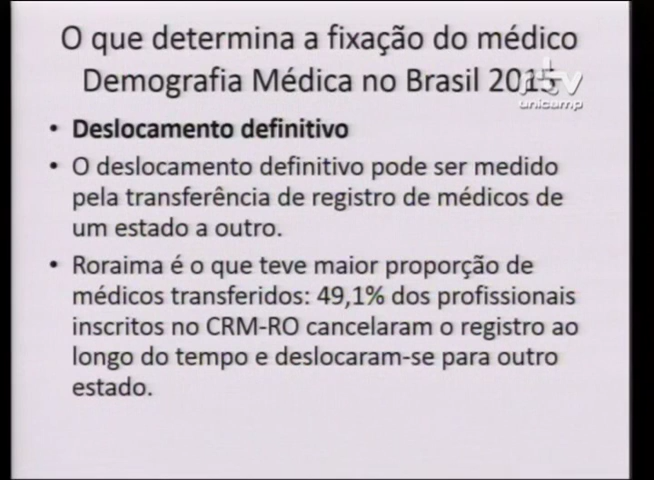 O que determina a fixação do médico
Demografia Médica no Brasil 2015
rtv
unicamp
• Deslocamento definitivo
• O deslocamento definitivo pode ser medido
pela transferência de registro de médicos de
um estado a outro.
• Roraima é o que teve maior proporção de
médicos transferidos: 49,1% dos profissionais
inscritos no CRM-RO cancelaram o registro ao
longo do tempo e deslocaram-se para outro
estado.